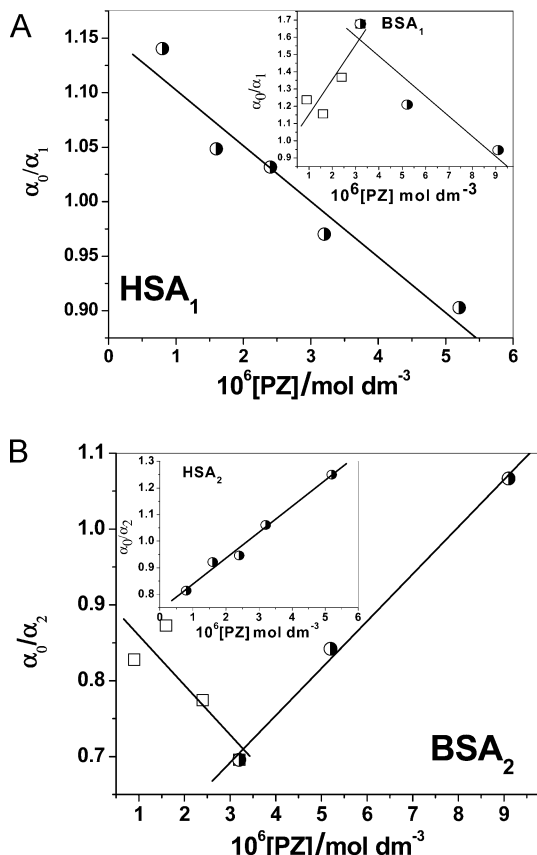 A
1.15
1.10
1.05
1.00
0.95
0.90
α₀/α₁
HSA₁
0 1 2 3 4 5 6
10⁶[PZ]/mol dm⁻³
1.7
1.6
1.5
1.4
1.3
1.2
1.1
1.0
0.9
α₀/α₁
BSA₁
1 2 3 4 5 6 7 8 9
10⁶[PZ] mol dm⁻³
B
1.1
1.0
0.9
0.8
0.7
α₀/α₂
1.3
1.2
1.1
1.0
0.9
0.8
α₀/α₂
HSA₂
0 1 2 3 4 5 6
10⁶[PZ] mol dm⁻³
BSA₂
1 2 3 4 5 6 7 8 9
10⁶[PZ]/mol dm⁻³